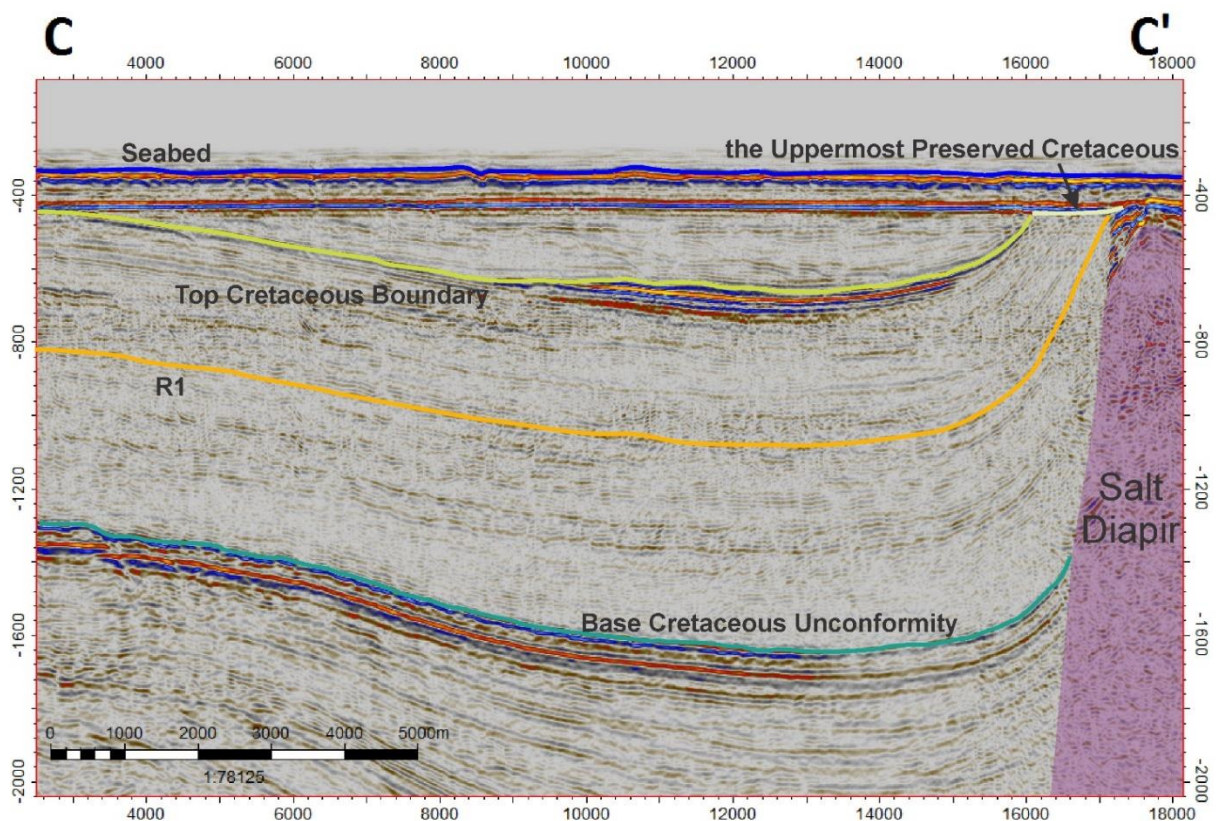 C
C'
4000 6000 8000 10000 12000 14000 16000 18000
Seabed
the Uppermost Preserved Cretaceous
-400
-400
Top Cretaceous Boundary
-800
-800
R1
-1200
-1200
Salt
Diapir
Base Cretaceous Unconformity
-1600
-1600
0 1000 2000 3000 4000 5000m
1:78125
-2000
-2000
4000 6000 8000 10000 12000 14000 16000 18000